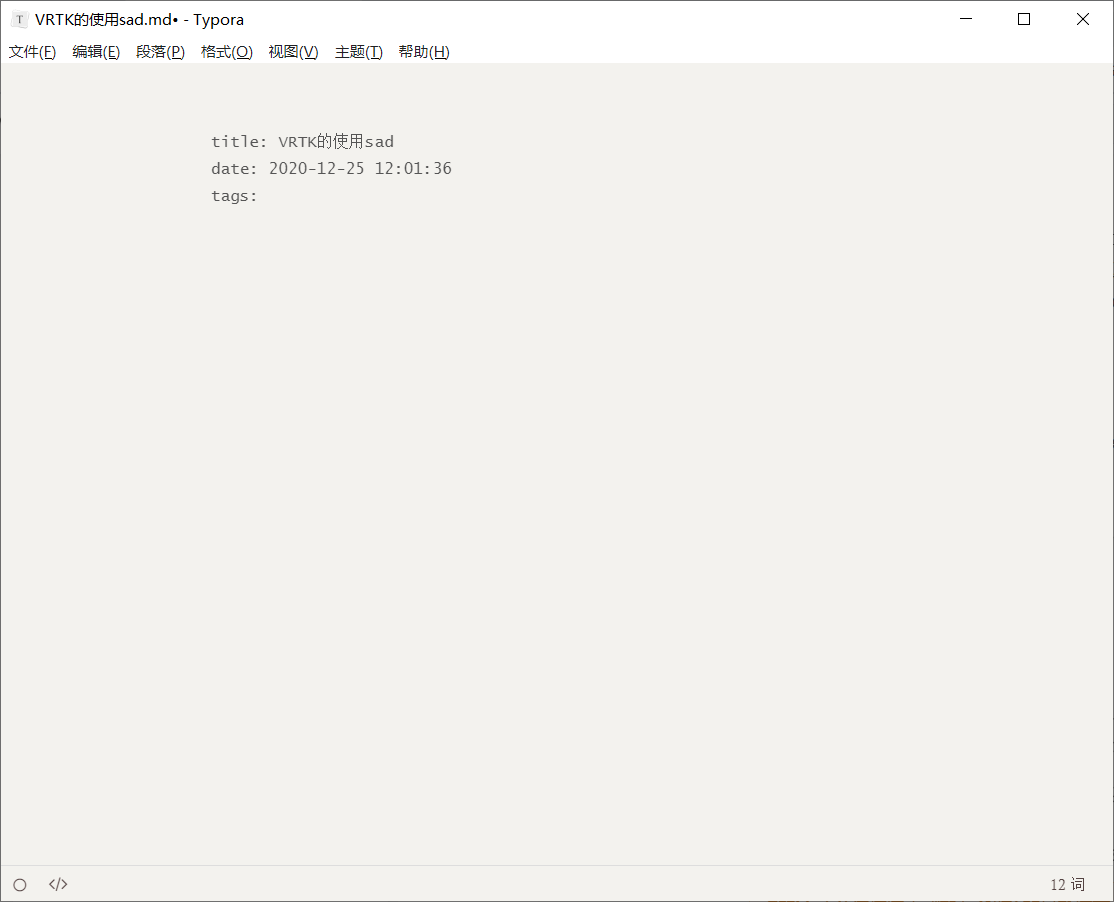 VRTK的使用sad.md• - Typora
文件(F) 编辑(E) 段落(P) 格式(O) 视图(V) 主题(T) 帮助(H)
title: VRTK的使用sad
date: 2020-12-25 12:01:36
tags:
</> 12 词